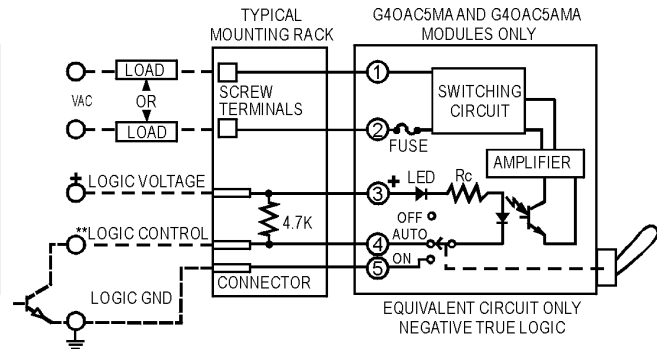 TYPICAL
MOUNTING RACK
G4OAC5MA AND G4OAC5AMA
MODULES ONLY
LOAD
VAC
OR
LOAD
SCREW
TERMINALS
1
2
FUSE
SWITCHING
CIRCUIT
AMPLIFIER
+
LOGIC VOLTAGE
3
+
LED
RC
4.7K
OFF
**LOGIC CONTROL
4
AUTO
5
ON
LOGIC GND
CONNECTOR
EQUIVALENT CIRCUIT ONLY
NEGATIVE TRUE LOGIC